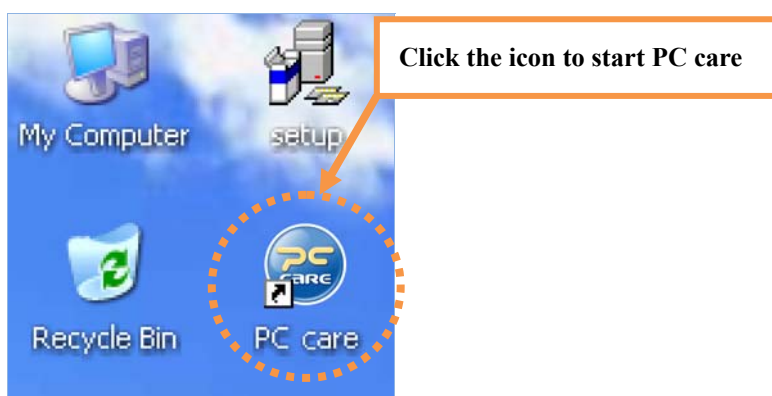 Click the icon to start PC care
My Computer
setup
PC
CARE
Recycle Bin
PC care